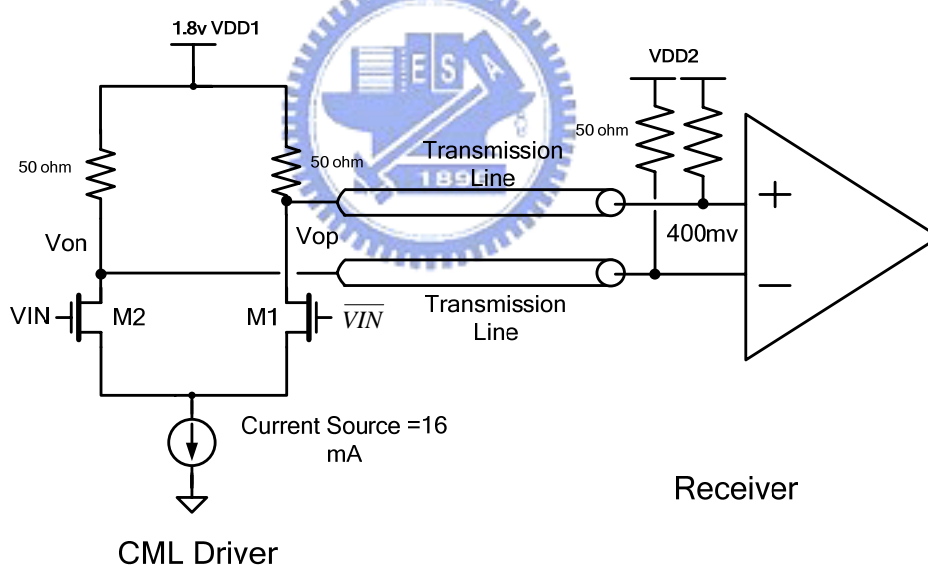 1.8v VDD1
VDD2
E S A
50 ohm
50 ohm
50 ohm
Transmission
Line
1896
+
Von
Vop
400mv
VIN
M2
M1
VIN
Transmission
Line
−
Current Source =16
mA
Receiver
CML Driver